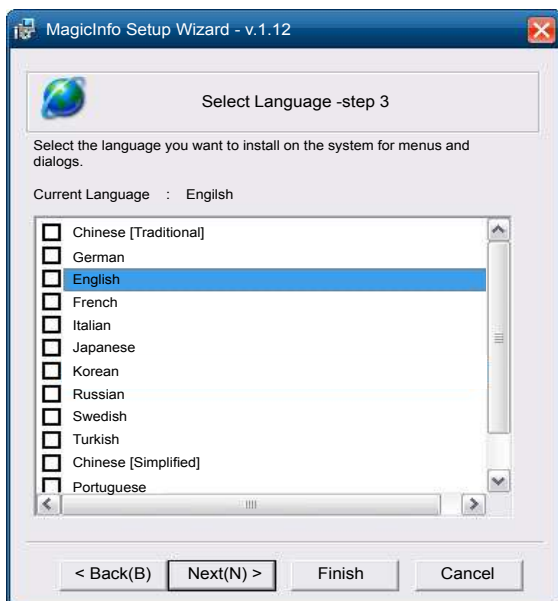 MagicInfo Setup Wizard - v.1.12
Select Language -step 3
Select the language you want to install on the system for menus and
dialogs.
Current Language : Engilsh
Chinese [Traditional]
German
English
French
Italian
Japanese
Korean
Russian
Swedish
Turkish
Chinese [Simplified]
Portuguese
< Back(B) Next(N) > Finish Cancel